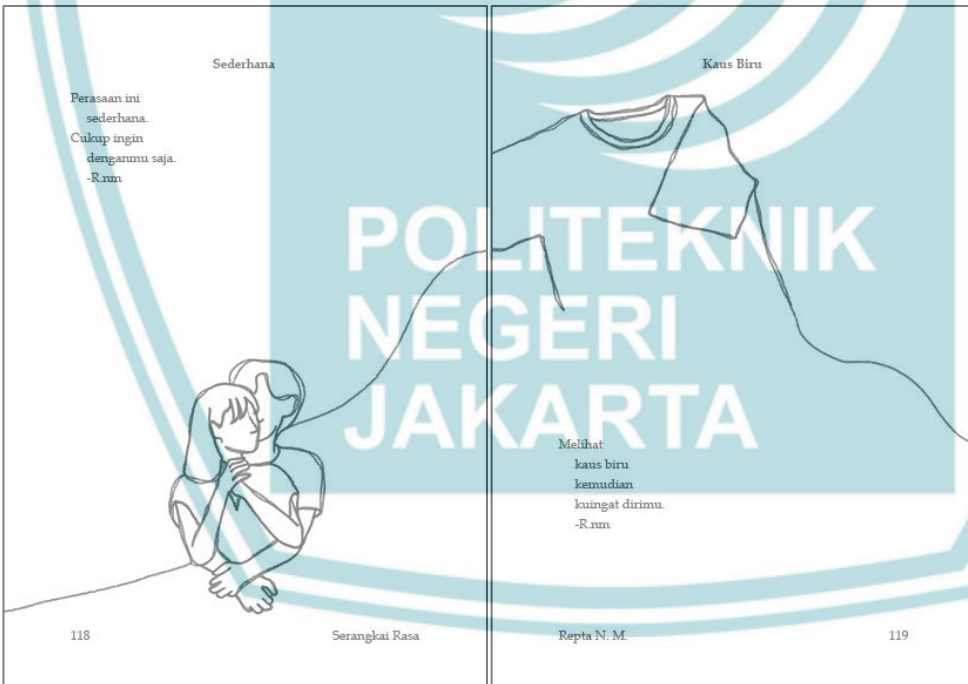 Sederhana
Perasaan ini
sederhana.
Cukup ingin
denganmu saja.
-R.nm
118
Serangkai Rasa
Kaus Biru
Melihat
kaus biru
kemudian
kuingat dirimu.
-R.nm
Repta N. M.
119
POLITEKNIK
NEGERI
JAKARTA